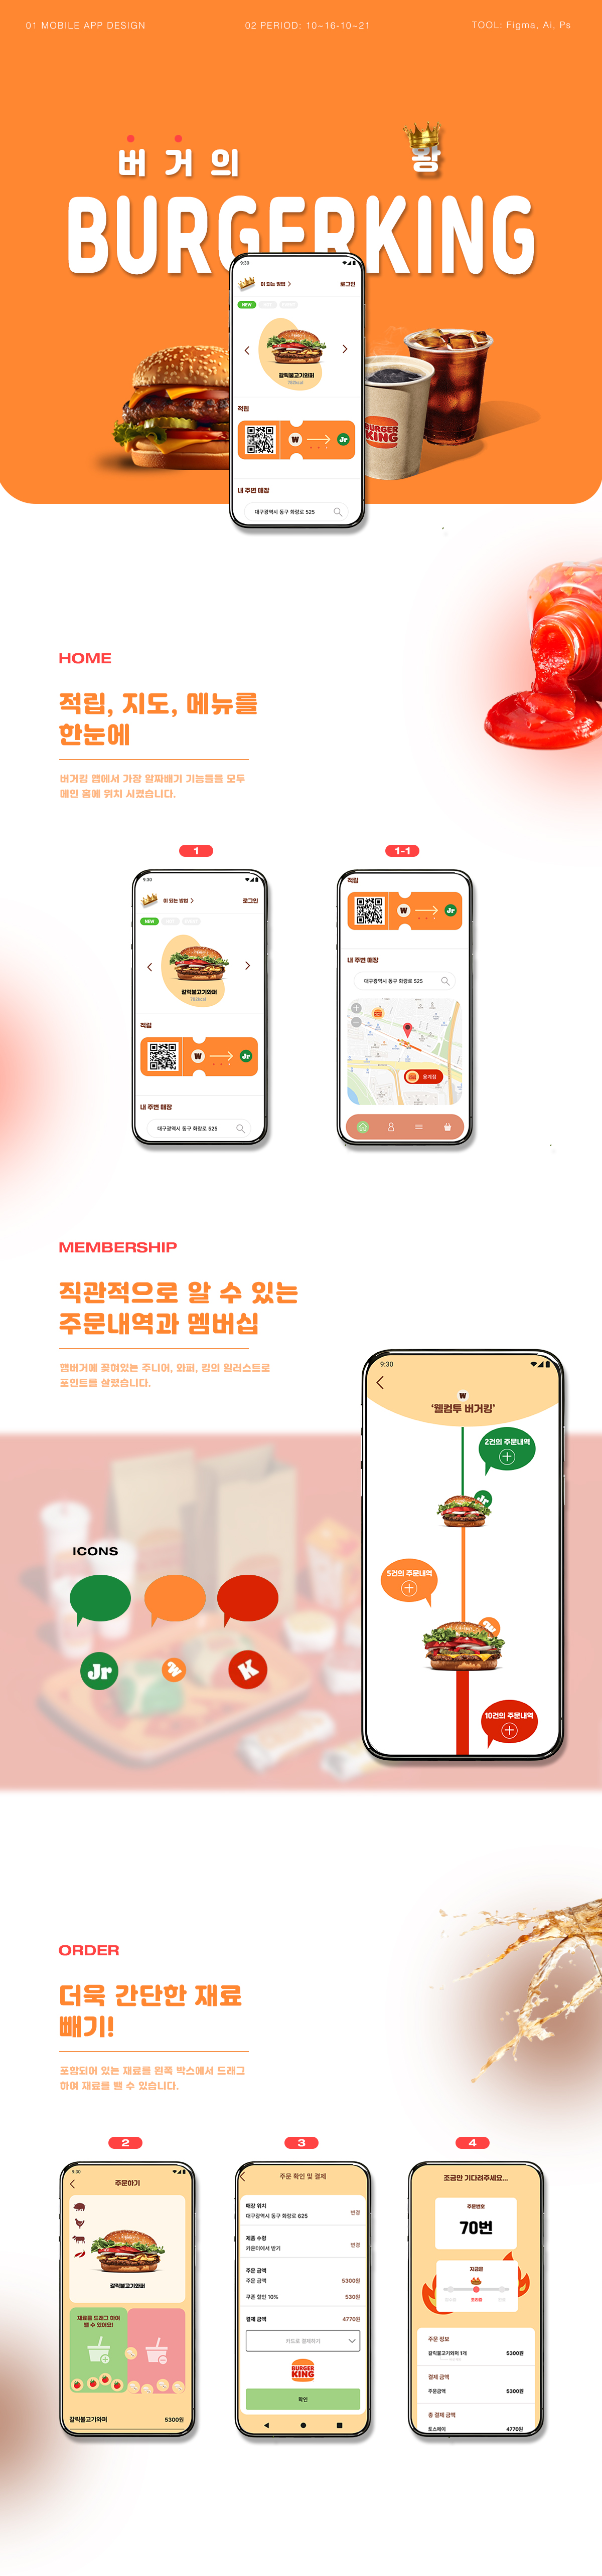 01 MOBILE APP DESIGN
02 PERIOD: 10~16-10~21
TOOL: Figma, Ai, Ps
버거의 왕
BURGERKING
9:30
이 되는 방법 >
로그인
NEW
갈릭불고기와퍼
782kcal
적립
W
Jr
내 주변 매장
대구광역시 동구 화랑로 525
BURGER
KING
HOME
적립, 지도, 메뉴를
한눈에
버거킹 앱에서 가장 알짜배기 기능들을 모두
메인 홈에 위치 시켰습니다.
1
1-1
9:30
이 되는 방법 >
로그인
NEW
갈릭불고기와퍼
782kcal
적립
W
Jr
내 주변 매장
대구광역시 동구 화랑로 525
적립
W
Jr
내 주변 매장
대구광역시 동구 화랑로 525
용계점
MEMBERSHIP
직관적으로 알 수 있는
주문내역과 멤버십
햄버거에 꽂여있는 주니어, 와퍼, 킹의 일러스트로
포인트를 살렸습니다.
9:30
W
‘웰컴투 버거킹’
2건의 주문내역
Jr
5건의 주문내역
W
10건의 주문내역
ICONS
Jr
W
K
ORDER
더욱 간단한 재료
빼기!
포함되어 있는 재료를 왼쪽 박스에서 드래그
하여 재료를 뺄 수 있습니다.
2
3
4
9:30
주문하기
갈릭불고기와퍼
재료를 드래그 하여
뺄 수 있어요!
갈릭불고기와퍼
5300원
주문 확인 및 결제
매장 위치
대구광역시 동구 화랑로 625
변경
제품 수령
카운터에서 받기
변경
주문 금액
주문 금액
5300원
쿠폰 할인 10%
530원
결제 금액
4770원
카드로 결제하기
BURGER
KING
확인
조금만 기다려주세요...
주문번호
70번
지금은
조리중
주문 정보
갈릭불고기와퍼 1개
5300원
결제 금액
주문금액
5300원
총 결제 금액
토스페이
4770원